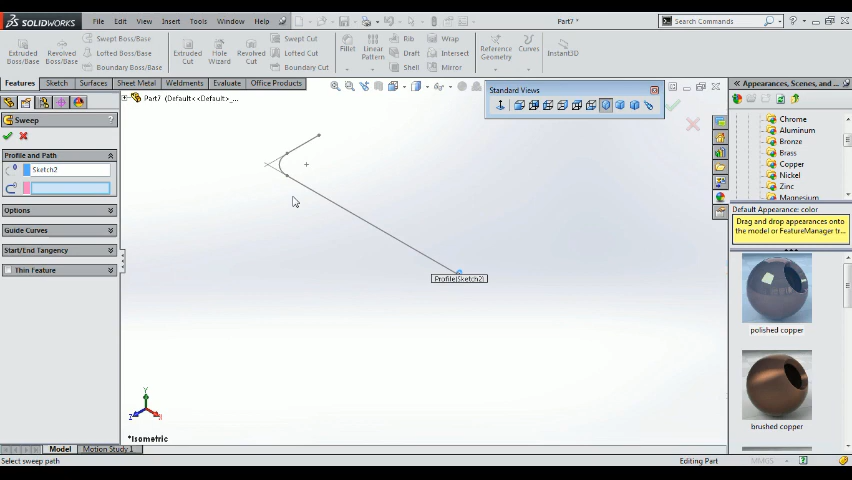 SOLIDWORKS File Edit View Insert Tools Window Help Part7 * Search Commands
Extruded Boss/Base Revolved Boss/Base Swept Boss/Base Lofted Boss/Base Boundary Boss/Base
Extruded Cut Hole Wizard Revolved Cut Swept Cut Lofted Cut Boundary Cut
Fillet Linear Pattern Rib Draft Shell Wrap Intersect Mirror
Reference Geometry Curves Instant3D
Features Sketch Surfaces Sheet Metal Weldments Evaluate Office Products
Standard Views
Appearances, Scenes, and...
Part7 (Default<<Default>_...
Sweep ?
Profile and Path
Sketch2
Options
Guide Curves
Start/End Tangency
Thin Feature
Profile(Sketch2)
Chrome
Aluminum
Bronze
Brass
Copper
Nickel
Zinc
Magnesium
Default Appearance: color
Drag and drop appearances onto
the model or FeatureManager tr...
polished copper
brushed copper
Y
Z X
*Isometric
Model Motion Study 1
Select sweep path Editing Part MMGS